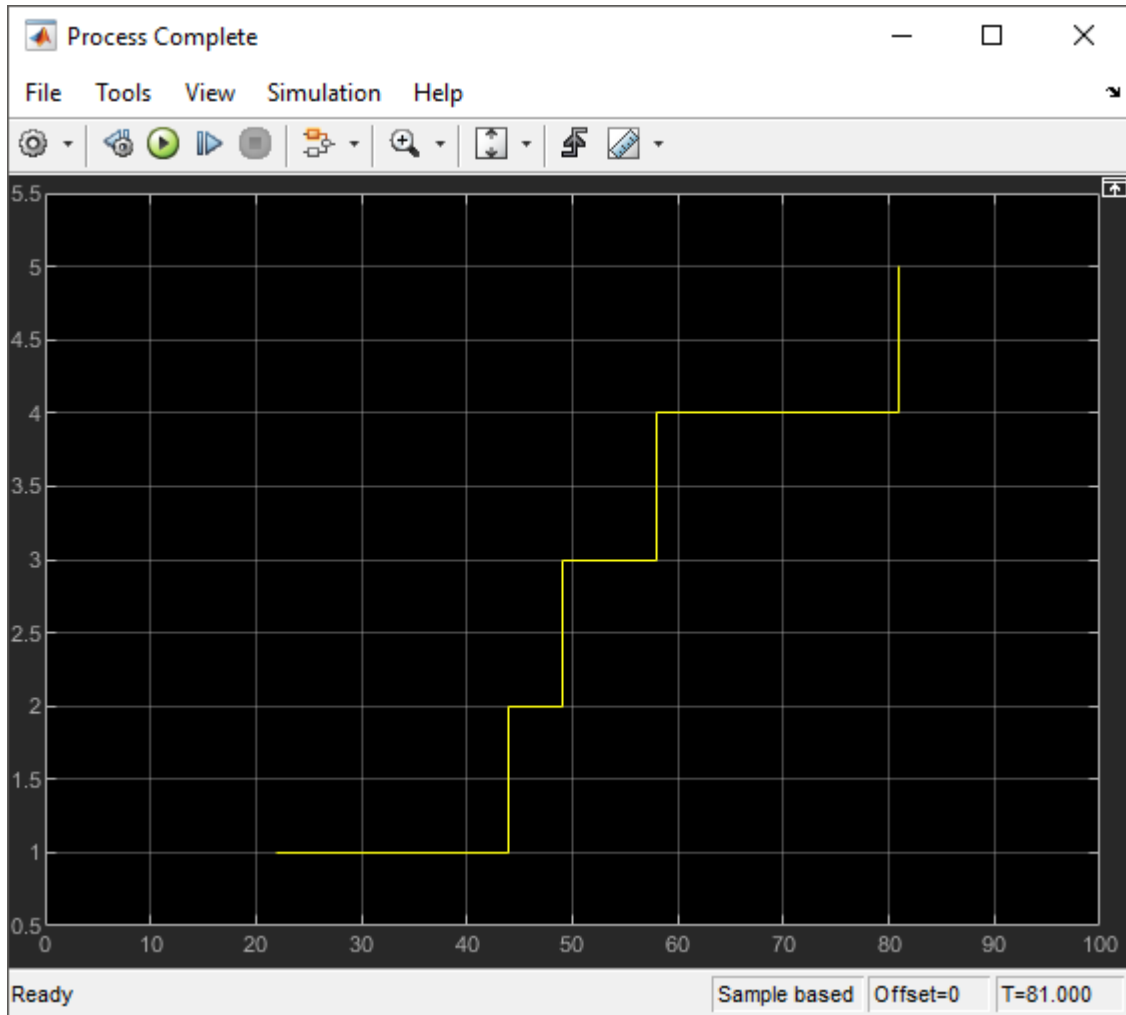 Process Complete
File Tools View Simulation Help
5.5
5
4.5
4
3.5
3
2.5
2
1.5
1
0.5
0 10 20 30 40 50 60 70 80 90 100
Ready Sample based Offset=0 T=81.000